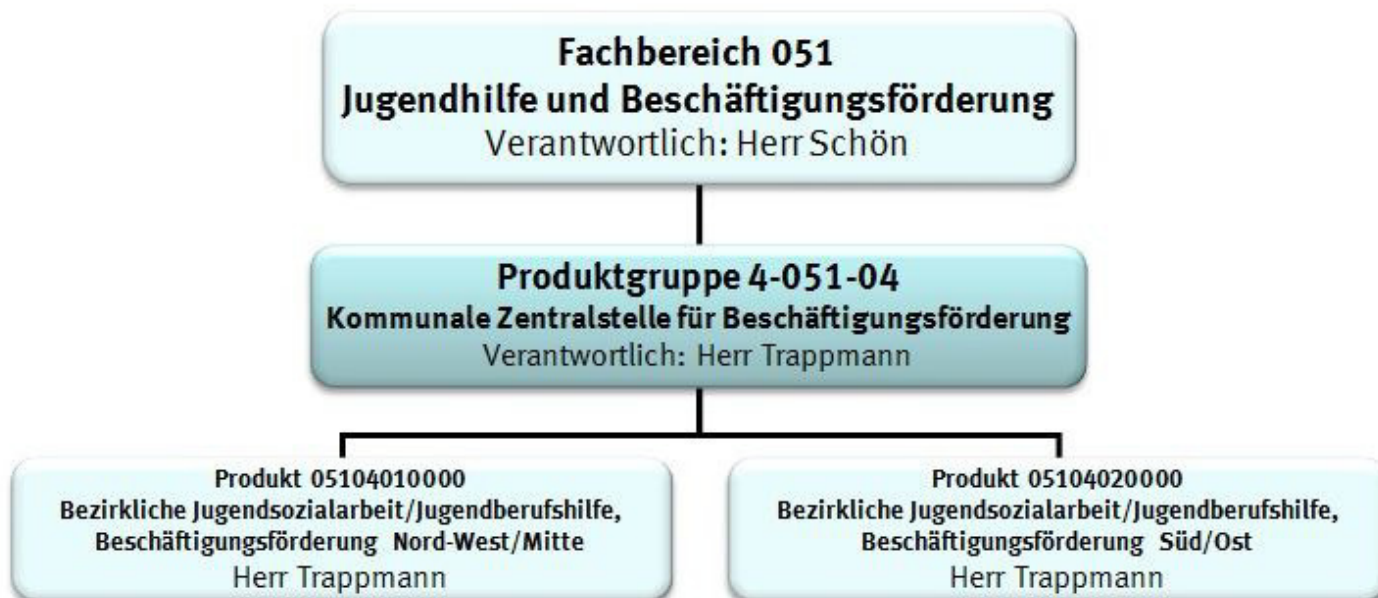 Fachbereich 051
Jugendhilfe und Beschäftigungsförderung
Verantwortlich: Herr Schön
Produktgruppe 4-051-04
Kommunale Zentralstelle für Beschäftigungsförderung
Verantwortlich: Herr Trappmann
Produkt 05104010000
Bezirkliche Jugendsozialarbeit/Jugendberufshilfe,
Beschäftigungsförderung Nord-West/Mitte
Herr Trappmann
Produkt 05104020000
Bezirkliche Jugendsozialarbeit/Jugendberufshilfe,
Beschäftigungsförderung Süd/Ost
Herr Trappmann